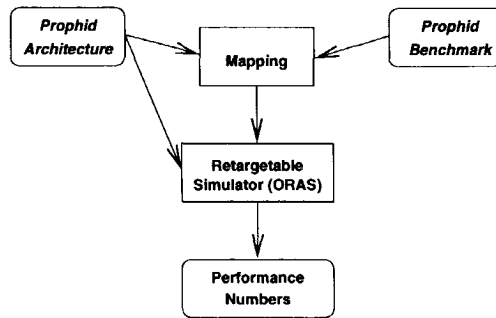 Prophid
Architecture
Prophid
Benchmark
Mapping
Retargetable
Simulator (ORAS)
Performance
Numbers